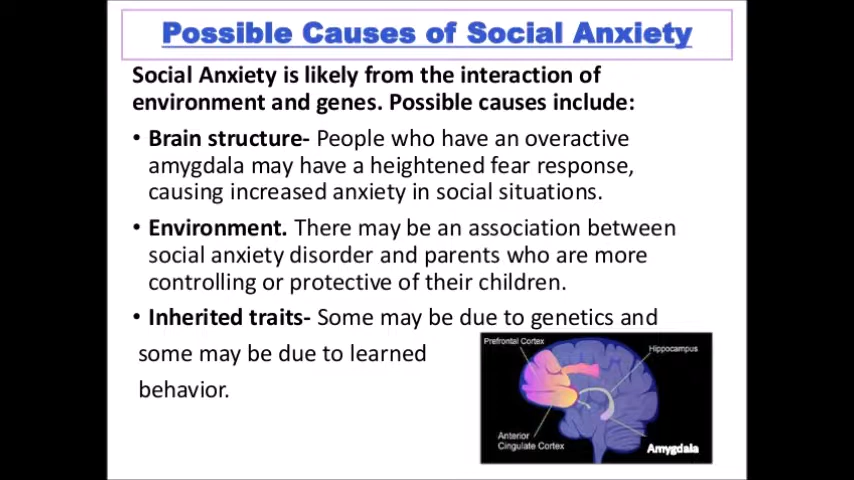 Possible Causes of Social Anxiety
Social Anxiety is likely from the interaction of
environment and genes. Possible causes include:
• Brain structure- People who have an overactive
amygdala may have a heightened fear response,
causing increased anxiety in social situations.
• Environment. There may be an association between
social anxiety disorder and parents who are more
controlling or protective of their children.
• Inherited traits- Some may be due to genetics and
some may be due to learned
behavior.
Prefrontal Cortex
Hippocampus
Anterior
Cingulate Cortex
Amygdala